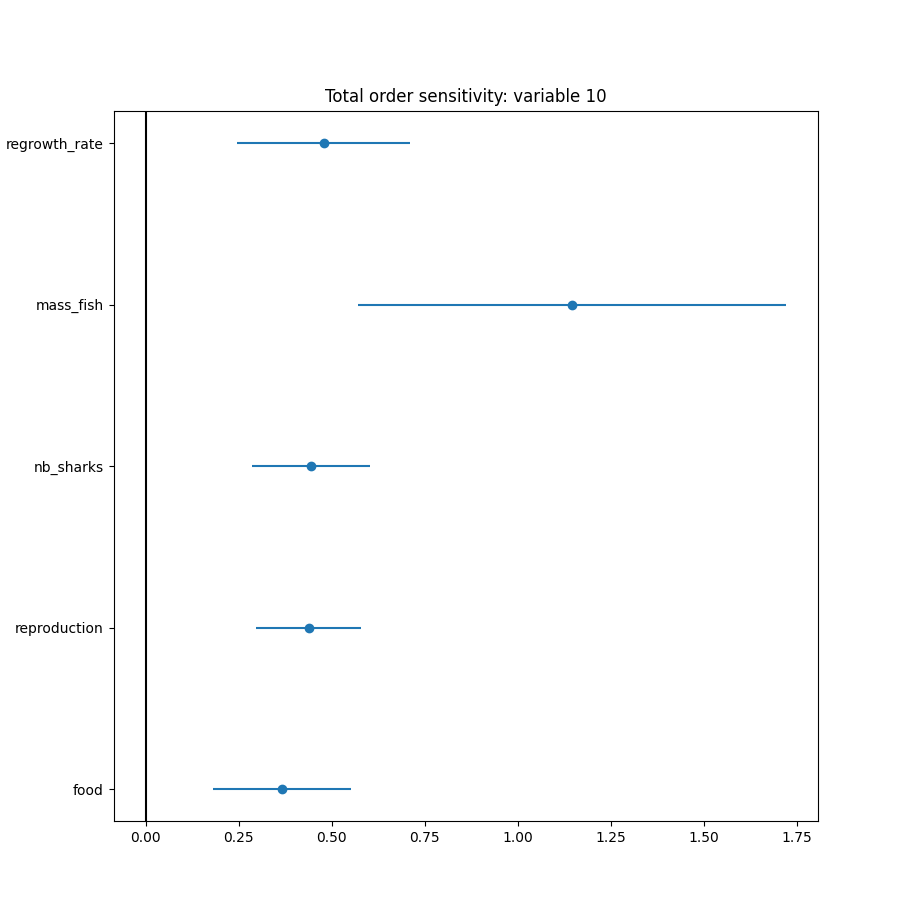 Total order sensitivity: variable 10
regrowth_rate
mass_fish
nb_sharks
reproduction
food
0.00 0.25 0.50 0.75 1.00 1.25 1.50 1.75